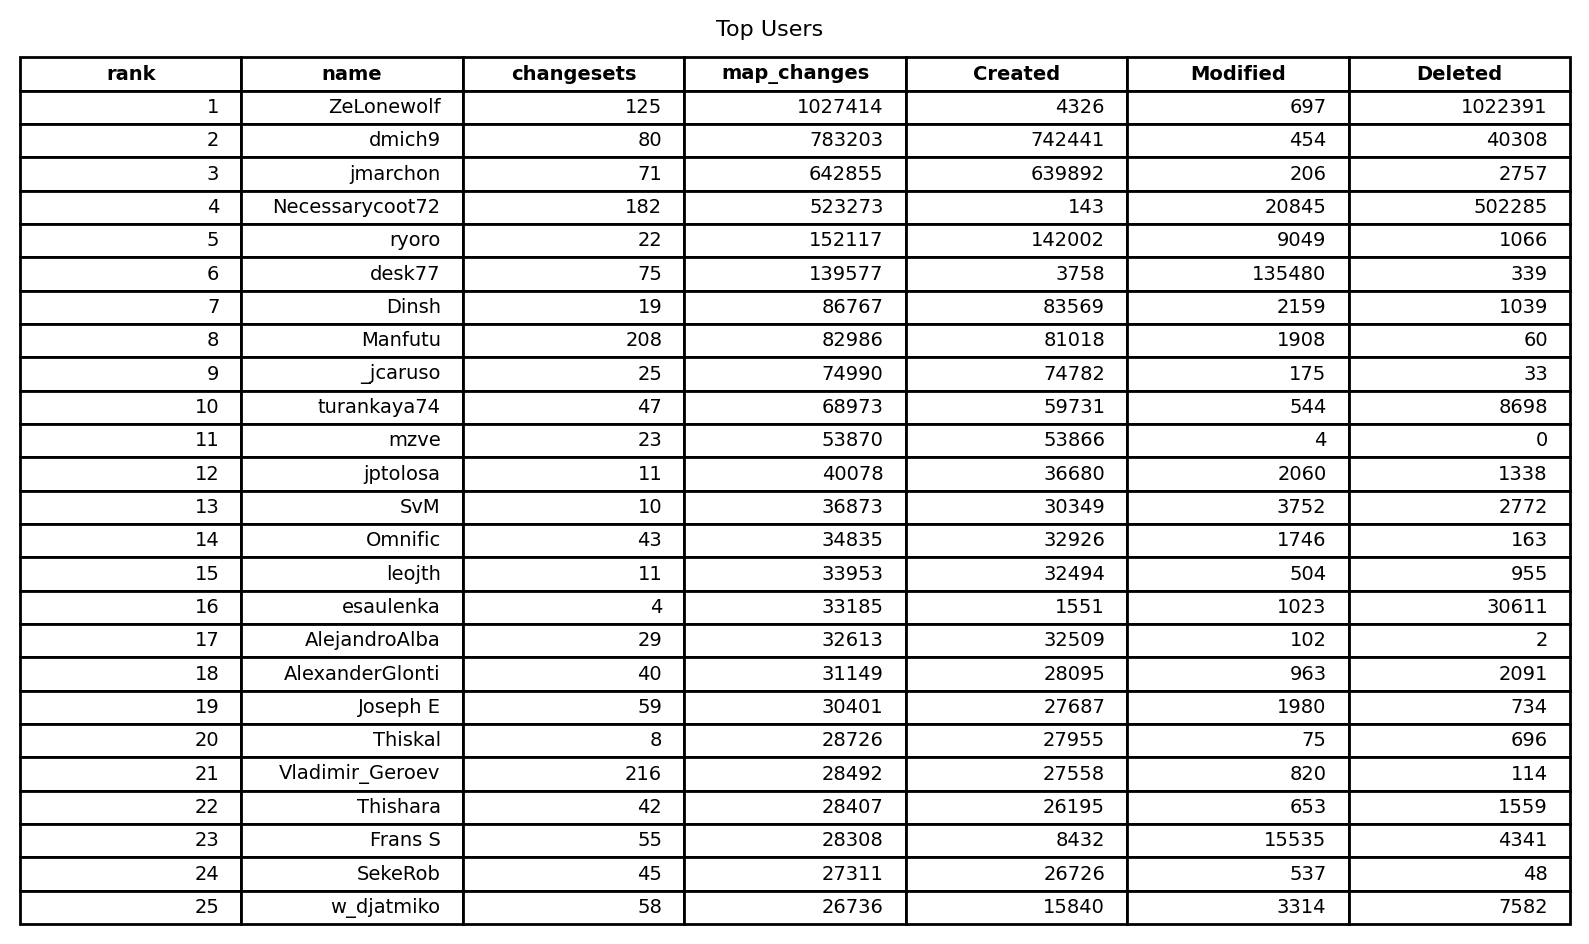 Top Users
rank name changesets map_changes Created Modified Deleted
1 ZeLonewolf 125 1027414 4326 697 1022391
2 dmich9 80 783203 742441 454 40308
3 jmarchon 71 642855 639892 206 2757
4 Necessarycoot72 182 523273 143 20845 502285
5 ryoro 22 152117 142002 9049 1066
6 desk77 75 139577 3758 135480 339
7 Dinsh 19 86767 83569 2159 1039
8 Manfutu 208 82986 81018 1908 60
9 _jcaruso 25 74990 74782 175 33
10 turankaya74 47 68973 59731 544 8698
11 mzve 23 53870 53866 4 0
12 jptolosa 11 40078 36680 2060 1338
13 SvM 10 36873 30349 3752 2772
14 Omnific 43 34835 32926 1746 163
15 leojth 11 33953 32494 504 955
16 esaulenka 4 33185 1551 1023 30611
17 AlejandroAlba 29 32613 32509 102 2
18 AlexanderGlonti 40 31149 28095 963 2091
19 Joseph E 59 30401 27687 1980 734
20 Thiskal 8 28726 27955 75 696
21 Vladimir_Geroev 216 28492 27558 820 114
22 Thishara 42 28407 26195 653 1559
23 Frans S 55 28308 8432 15535 4341
24 SekeRob 45 27311 26726 537 48
25 w_djatmiko 58 26736 15840 3314 7582